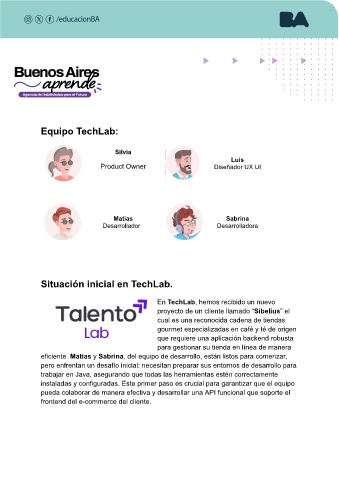 /educacionBA
BA
Buenos Aires
aprende
Agencia de Habilidades para el Futuro
Equipo TechLab:
Silvia
Product Owner
Luis
Diseñador UX UI
Matías
Desarrollador
Sabrina
Desarrolladora
Situación inicial en TechLab.
Talento
Lab
En TechLab, hemos recibido un nuevo
proyecto de un cliente llamado "Sibelius" el
cual es una reconocida cadena de tiendas
gourmet especializadas en café y té de origen
que requiere una aplicación backend robusta
para gestionar su tienda en línea de manera
eficiente. Matías y Sabrina, del equipo de desarrollo, están listos para comenzar,
pero enfrentan un desafío inicial: necesitan preparar sus entornos de desarrollo para
trabajar en Java, asegurando que todas las herramientas estén correctamente
instaladas y configuradas. Este primer paso es crucial para garantizar que el equipo
pueda colaborar de manera efectiva y desarrollar una API funcional que soporte el
frontend del e-commerce del cliente.